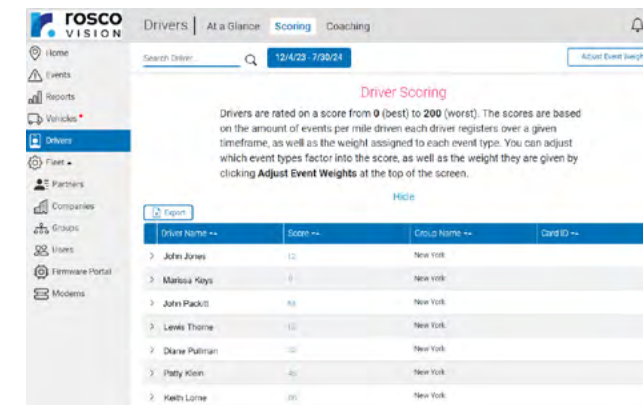 rosco
VISION
Drivers | At a Glance Scoring Coaching
Home
Events
Reports
Vehicles
Drivers
Fleet
Partners
Companies
Groups
Users
Firmware Portal
Modems
Search Driver...
12/4/23 - 7/30/24
Adjust Event Weigh
Driver Scoring
Drivers are rated on a score from 0 (best) to 200 (worst). The scores are based
on the amount of events per mile driven each driver registers over a given
timeframe, as well as the weight assigned to each event type. You can adjust
which event types factor into the score, as well as the weight they are given by
clicking Adjust Event Weights at the top of the screen.
Hide
Export
Driver Name Score Group Name Card ID
John Jones New York
Marissa Keys New York
John Packitt New York
Lewis Thorne New York
Diane Pullman New York
Patty Klein New York
Keith Lorne New York